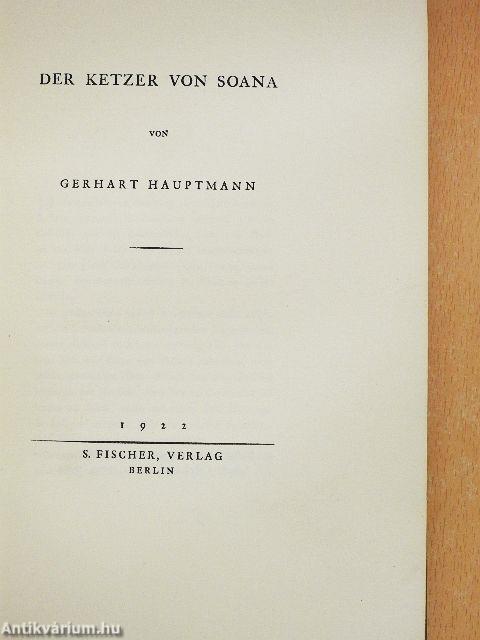 DER KETZER VON SOANA
VON
GERHART HAUPTMANN
1922
S. FISCHER, VERLAG
BERLIN
Antikvárium.hu